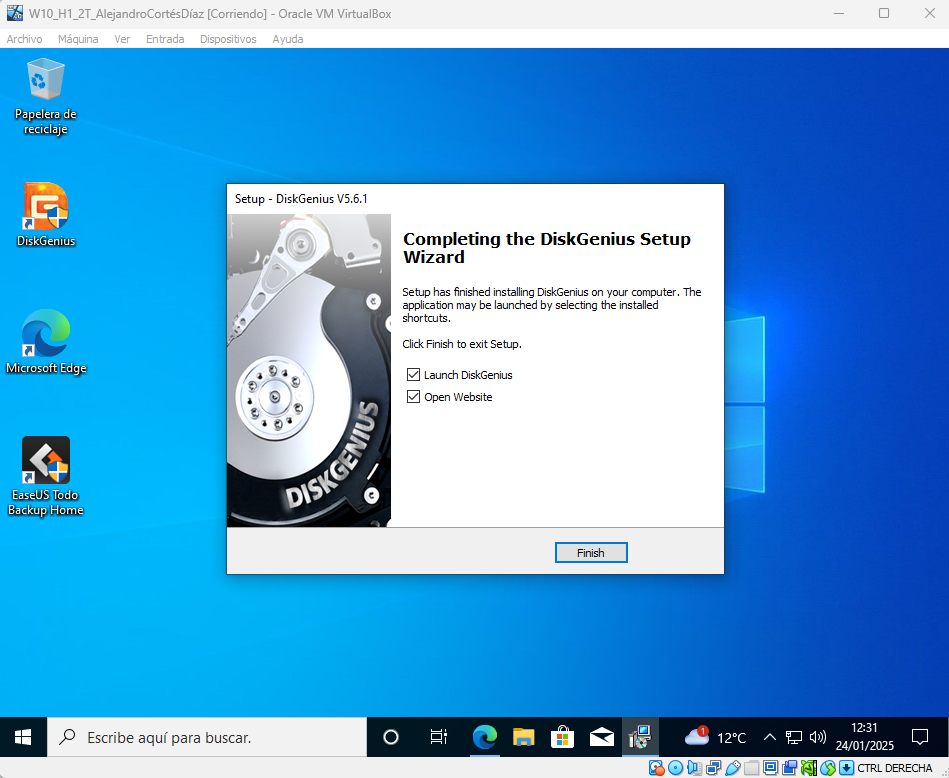 W10_H1_2T_AlejandroCortésDíaz [Corriendo] - Oracle VM VirtualBox
Archivo Máquina Ver Entrada Dispositivos Ayuda
Papelera de
reciclaje
DiskGenius
Microsoft Edge
EaseUS Todo
Backup Home
Setup - DiskGenius V5.6.1
DISKGENIUS
Completing the DiskGenius Setup
Wizard
Setup has finished installing DiskGenius on your computer. The
application may be launched by selecting the installed
shortcuts.
Click Finish to exit Setup.
Launch DiskGenius
Open Website
Finish
Escribe aquí para buscar.
1
12°C
12:31
24/01/2025
CTRL DERECHA